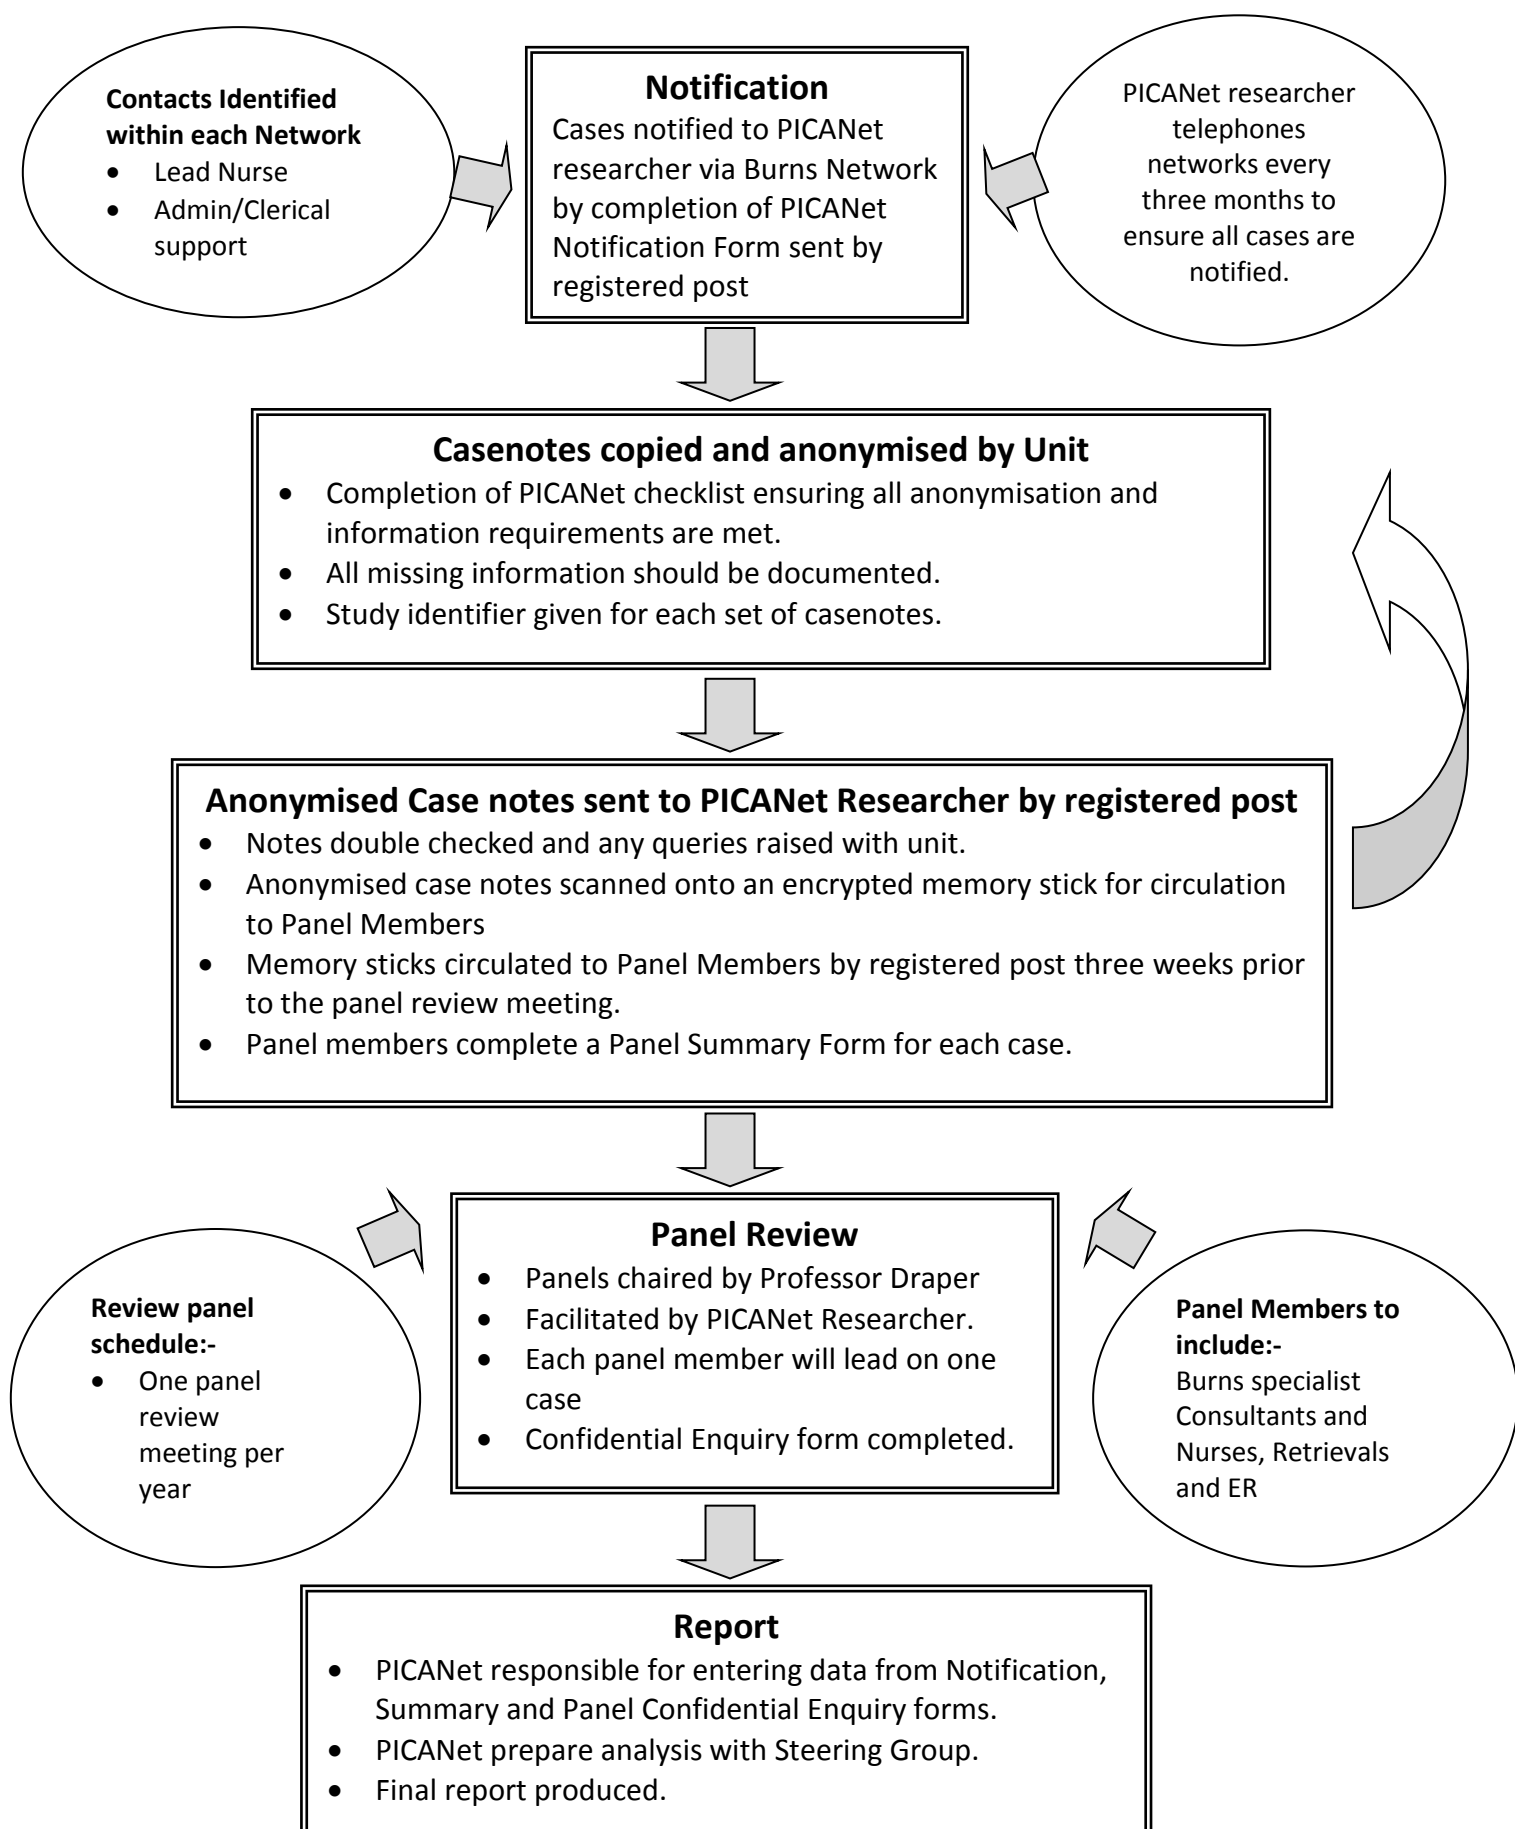 Contacts Identified
within each Network
• Lead Nurse
• Admin/Clerical
support
Notification
Cases notified to PICANet
researcher via Burns Network
by completion of PICANet
Notification Form sent by
registered post
PICANet researcher
telephones
networks every
three months to
ensure all cases are
notified.
Casenotes copied and anonymised by Unit
• Completion of PICANet checklist ensuring all anonymisation and
information requirements are met.
• All missing information should be documented.
• Study identifier given for each set of casenotes.
Anonymised Case notes sent to PICANet Researcher by registered post
• Notes double checked and any queries raised with unit.
• Anonymised case notes scanned onto an encrypted memory stick for circulation
to Panel Members
• Memory sticks circulated to Panel Members by registered post three weeks prior
to the panel review meeting.
• Panel members complete a Panel Summary Form for each case.
Review panel
schedule:-
• One panel
review
meeting per
year
Panel Review
• Panels chaired by Professor Draper
• Facilitated by PICANet Researcher.
• Each panel member will lead on one
case
• Confidential Enquiry form completed.
Panel Members to
include:-
Burns specialist
Consultants and
Nurses, Retrievals
and ER
Report
• PICANet responsible for entering data from Notification,
Summary and Panel Confidential Enquiry forms.
• PICANet prepare analysis with Steering Group.
• Final report produced.